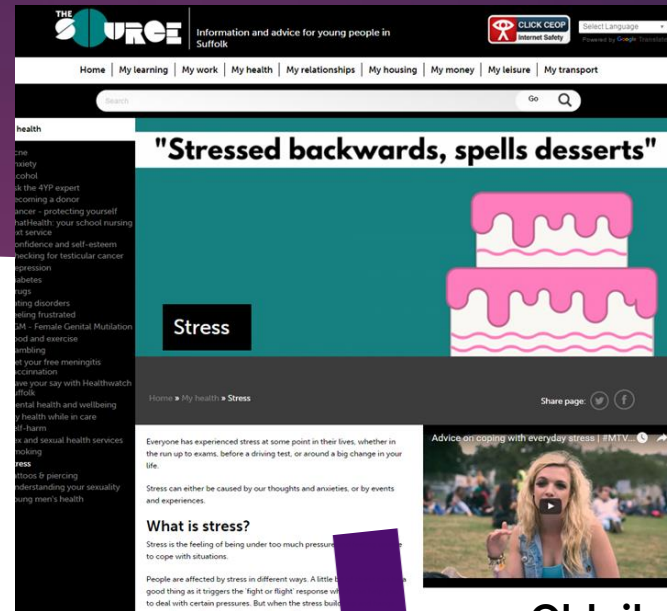 THE SOURCE
Information and advice for young people in
Suffolk
CLICK CEOP
Internet Safety
Select Language
Powered by Google Translate
Home | My learning | My work | My health | My relationships | My housing | My money | My leisure | My transport
Search
Go
health
cne
nxiety
cohol
sk the 4YP expert
ecoming a donor
ancer - protecting yourself
hatHealth: your school nursing
xt service
onfidence and self-esteem
hecking for testicular cancer
epression
iabetes
rugs
ating disorders
eeling frustrated
GM - Female Genital Mutilation
ood and exercise
ambling
et your free meningitis
accinnation
ave your say with Healthwatch
uffolk
ental health and wellbeing
y health while in care
elf-harm
ex and sexual health services
moking
tress
attoos & piercing
nderstanding your sexuality
oung men's health
"Stressed backwards, spells desserts"
Stress
Home » My health » Stress
Share page:
Everyone has experienced stress at some point in their lives, whether in
the run up to exams, before a driving test, or around a big change in your
life.
Stress can either be caused by our thoughts and anxieties, or by events
and experiences.
What is stress?
Stress is the feeling of being under too much pressure
to cope with situations.
People are affected by stress in different ways. A little
good thing as it triggers the 'fight or flight' response
to deal with certain pressures. But when the stress
Advice on coping with everyday stress | #MTV...